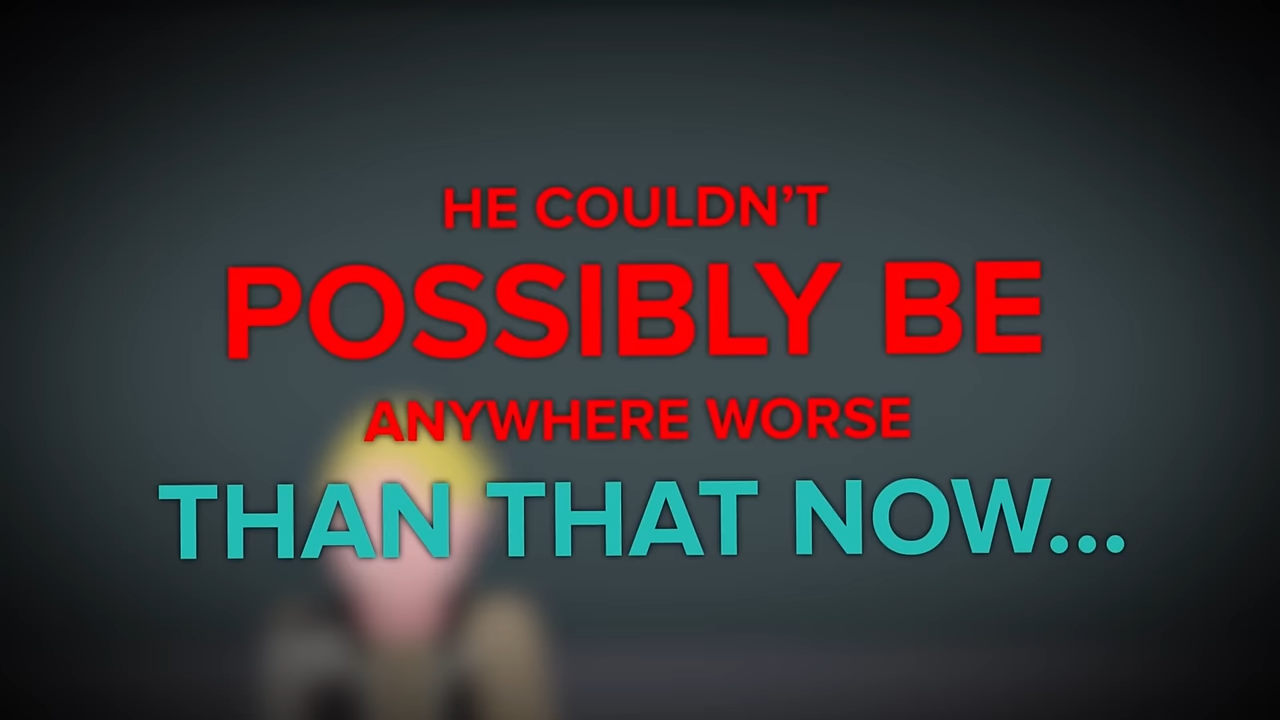 HE COULDN’T
POSSIBLY BE
ANYWHERE WORSE
THAN THAT NOW...